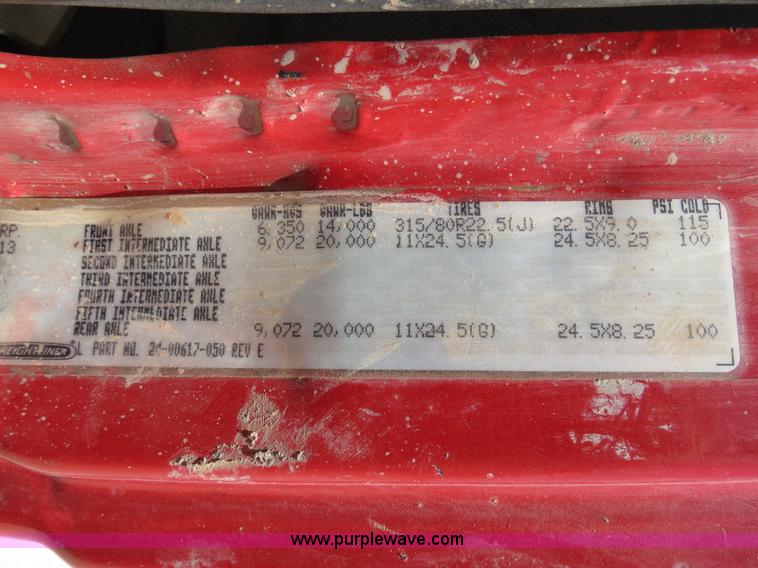 GAWR-KGS GAWR-LBS TIRES RIMS PSI COLD
RP. FRONT AXLE 6,350 14,000 315/80R22.5(J) 22.5X9.0 115
13 FIRST INTERMEDIATE AXLE 9,072 20,000 11X24.5(G) 24.5X8.25 100
SECOND INTERMEDIATE AXLE
THIRD INTERMEDIATE AXLE
FOURTH INTERMEDIATE AXLE
FIFTH INTERMEDIATE AXLE
REAR AXLE 9,072 20,000 11X24.5(G) 24.5X8.25 100
FREIGHTLINER L PART NO. 24-00617-050 REV E
www.purplewave.com